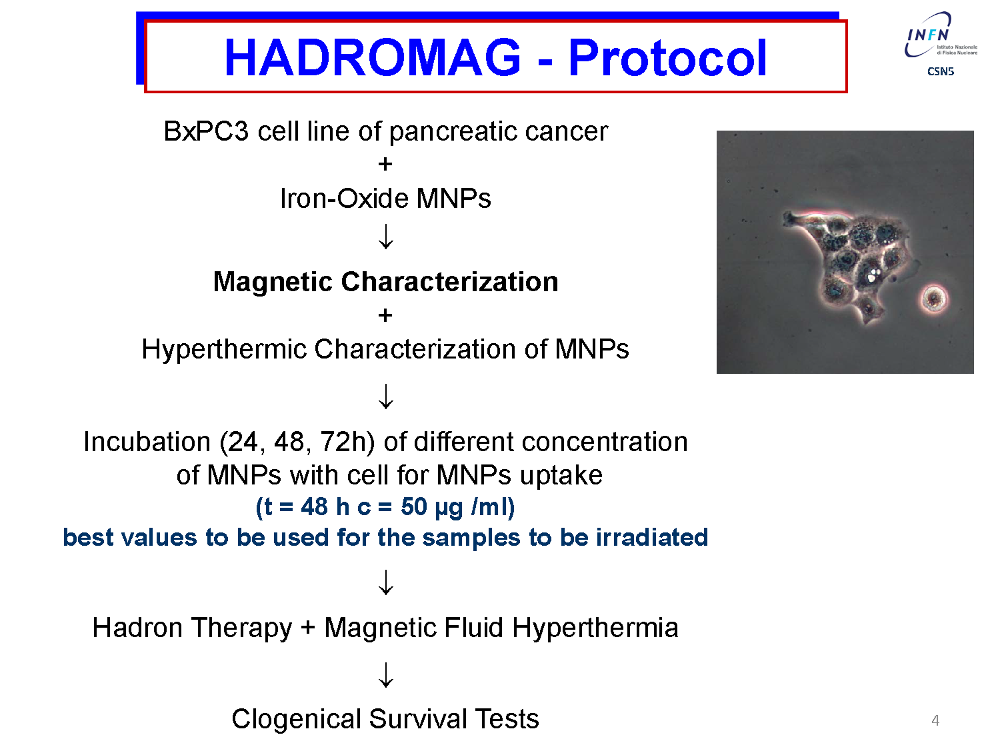 HADROMAG - Protocol
INFN
Istituto Nazionale
di Fisica Nucleare
CSN5
BxPC3 cell line of pancreatic cancer
+
Iron-Oxide MNPs
↓
Magnetic Characterization
+
Hyperthermic Characterization of MNPs
↓
Incubation (24, 48, 72h) of different concentration
of MNPs with cell for MNPs uptake
(t = 48 h c = 50 µg /ml)
best values to be used for the samples to be irradiated
↓
Hadron Therapy + Magnetic Fluid Hyperthermia
↓
Clogenical Survival Tests
4